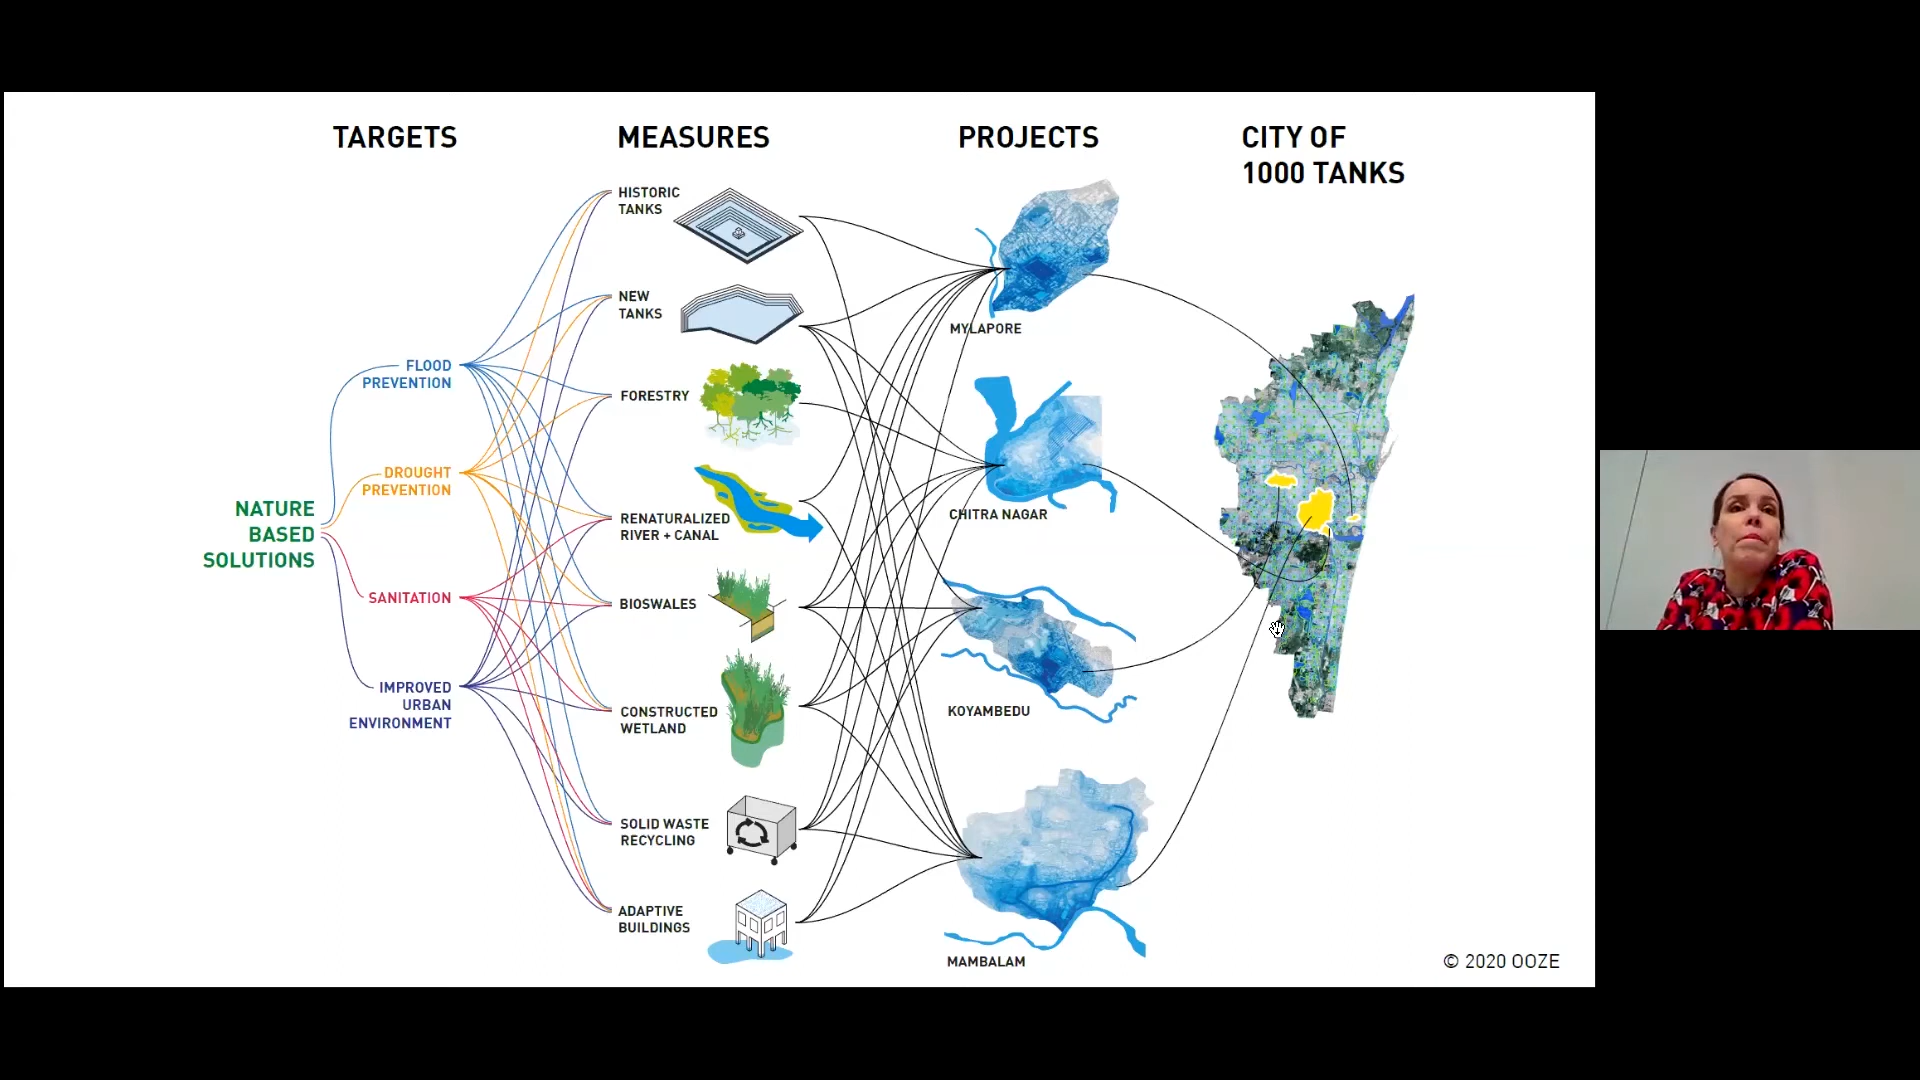 TARGETS
MEASURES
PROJECTS
CITY OF
1000 TANKS
NATURE
BASED
SOLUTIONS
FLOOD
PREVENTION
DROUGHT
PREVENTION
SANITATION
IMPROVED
URBAN
ENVIRONMENT
HISTORIC
TANKS
NEW
TANKS
FORESTRY
RENATURALIZED
RIVER + CANAL
BIOSWALES
CONSTRUCTED
WETLAND
SOLID WASTE
RECYCLING
ADAPTIVE
BUILDINGS
MYLAPORE
CHITRA NAGAR
KOYAMBEDU
MAMBALAM
© 2020 OOZE